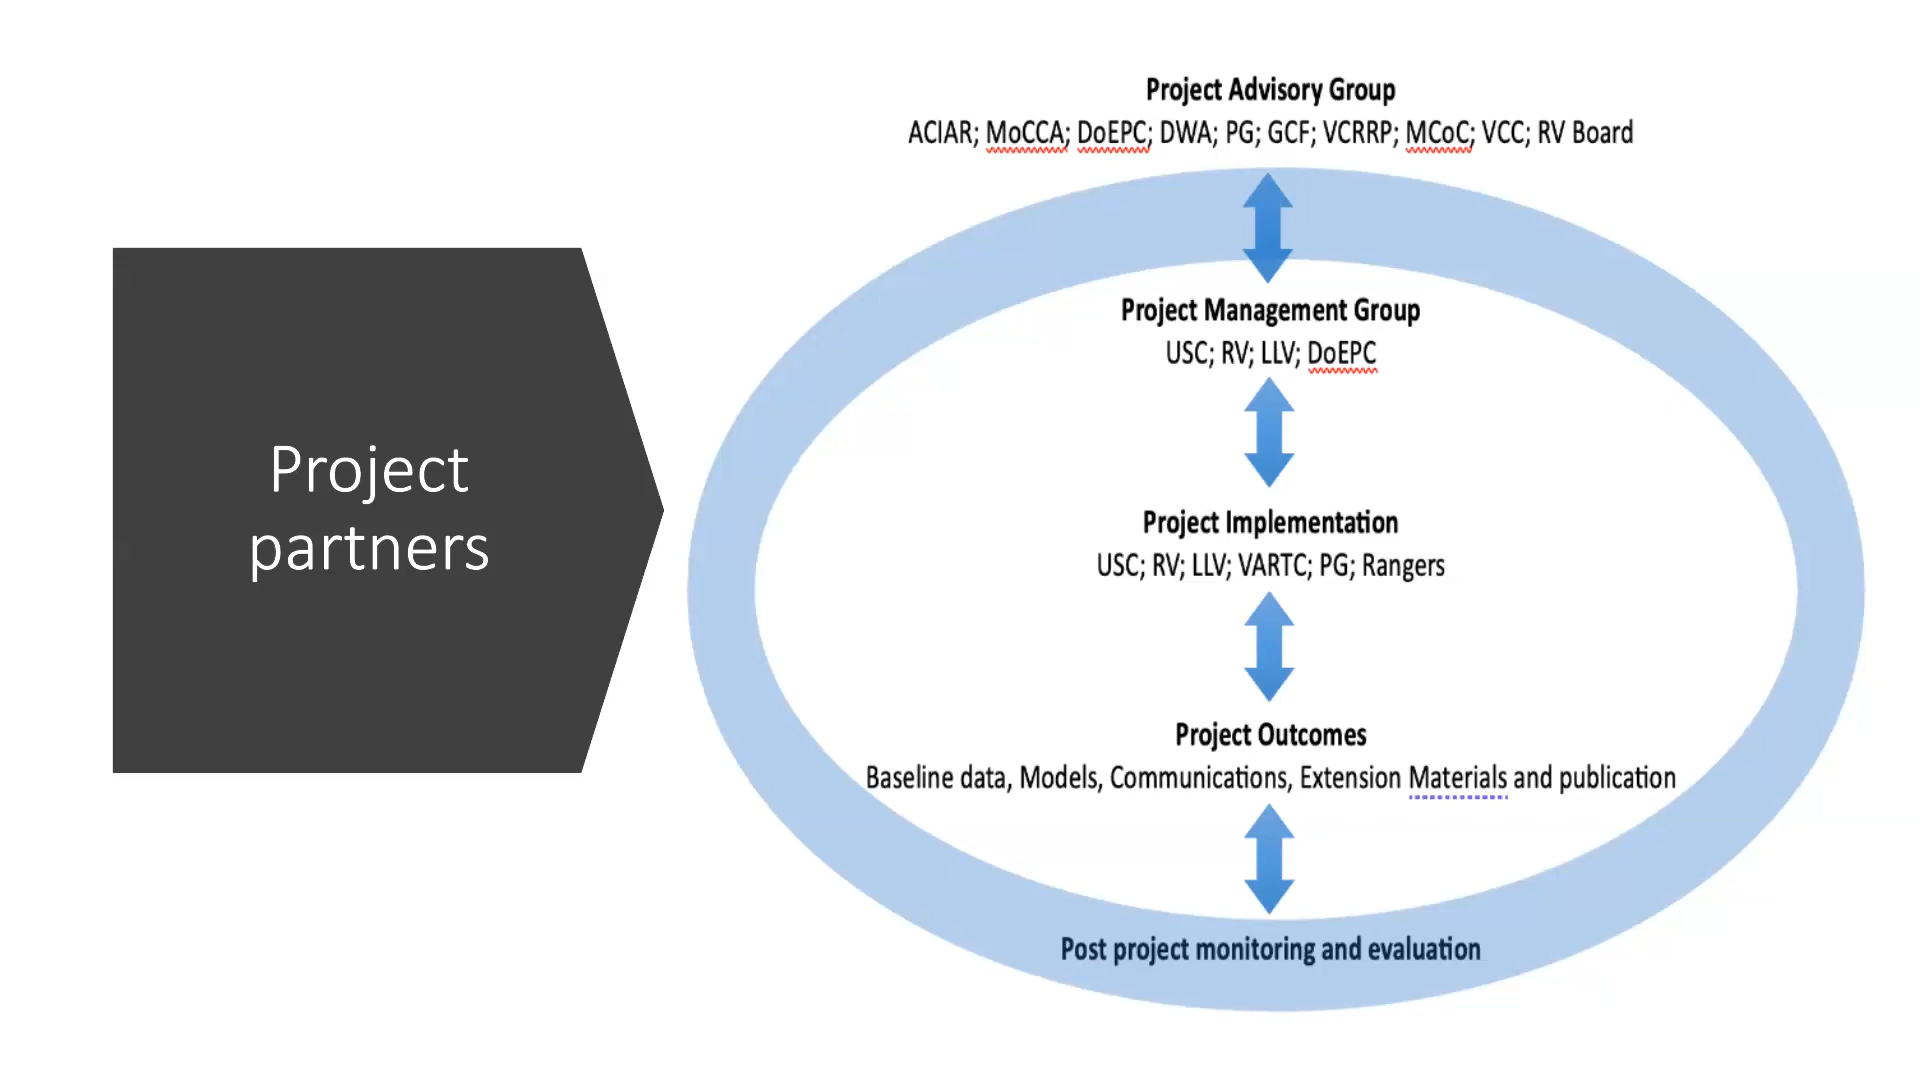 Project
partners
Project Advisory Group
ACIAR; MoCCA; DoEPC; DWA; PG; GCF; VCRRP; MCoC; VCC; RV Board
Project Management Group
USC; RV; LLV; DoEPC
Project Implementation
USC; RV; LLV; VARTC; PG; Rangers
Project Outcomes
Baseline data, Models, Communications, Extension Materials and publication
Post project monitoring and evaluation